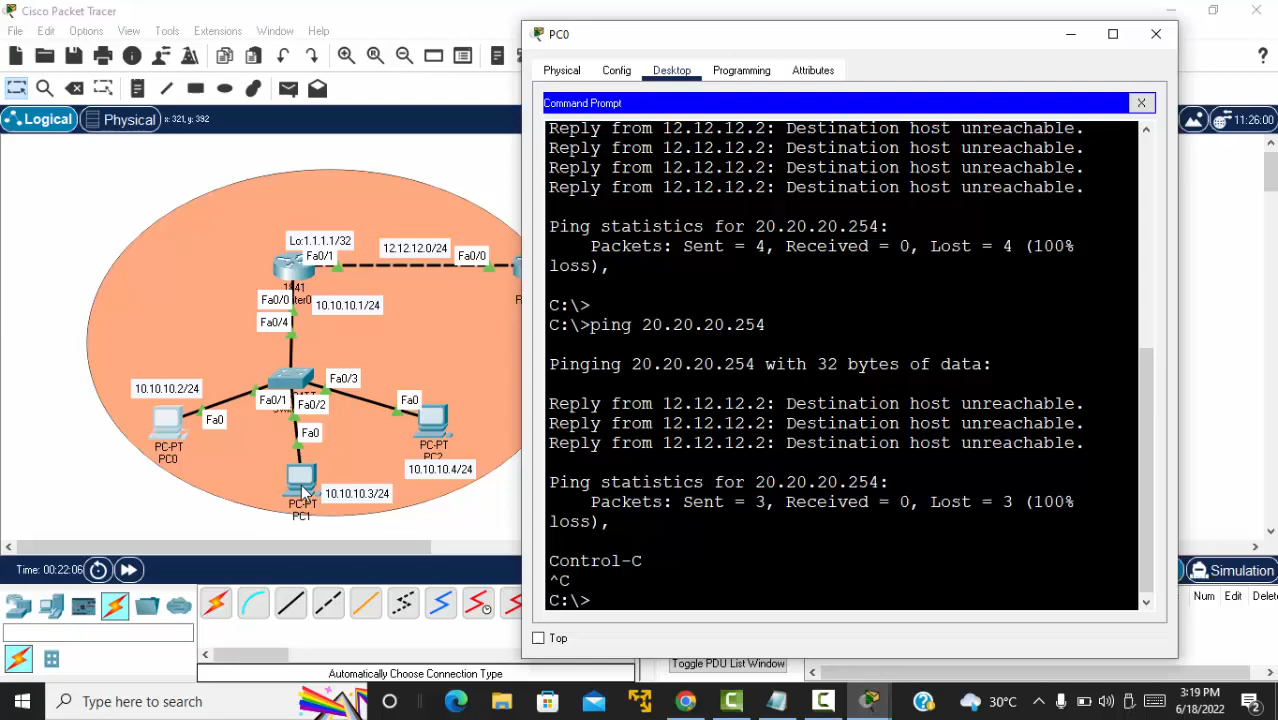 Cisco Packet Tracer
File Edit Options View Tools Extensions Window Help
Logical
Physical
x: 321, y: 392
11:26:00
Lo:1.1.1.1/32
Fa0/1
12.12.12.0/24
Fa0/0
Fa0/0
10.10.10.1/24
Fa0/4
10.10.10.2/24
Fa0/3
Fa0/1
Fa0/2
Fa0
Fa0
Fa0
PC-PT
PC0
PC-PT
PC2
10.10.10.4/24
10.10.10.3/24
PC-PT
PC1
PC0
Physical Config Desktop Programming Attributes
Command Prompt X
Reply from 12.12.12.2: Destination host unreachable.
Reply from 12.12.12.2: Destination host unreachable.
Reply from 12.12.12.2: Destination host unreachable.
Reply from 12.12.12.2: Destination host unreachable.
Ping statistics for 20.20.20.254:
Packets: Sent = 4, Received = 0, Lost = 4 (100%
loss),
C:\>
C:\>ping 20.20.20.254
Pinging 20.20.20.254 with 32 bytes of data:
Reply from 12.12.12.2: Destination host unreachable.
Reply from 12.12.12.2: Destination host unreachable.
Reply from 12.12.12.2: Destination host unreachable.
Ping statistics for 20.20.20.254:
Packets: Sent = 3, Received = 0, Lost = 3 (100%
loss),
Control-C
^C
C:\>
Top
Time: 00:22:06
Simulation
Num Edit Delete
Automatically Choose Connection Type
Toggle PDU List Window
Type here to search
30°C
3:19 PM
6/18/2022
2